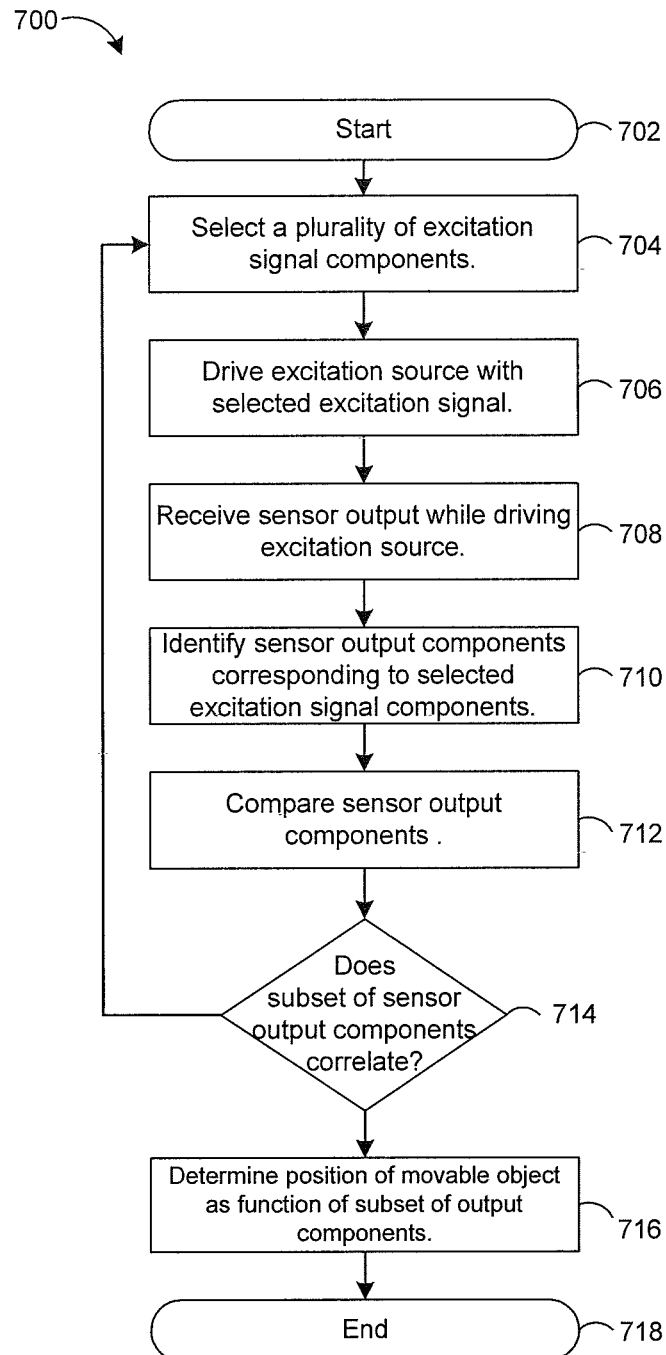 700
Start
702
Select a plurality of excitation
signal components.
704
Drive excitation source with
selected excitation signal.
706
Receive sensor output while driving
excitation source.
708
Identify sensor output components
corresponding to selected
excitation signal components.
710
Compare sensor output
components .
712
Does
subset of sensor
output components
correlate?
714
Determine position of movable object
as function of subset of output
components.
716
End
718